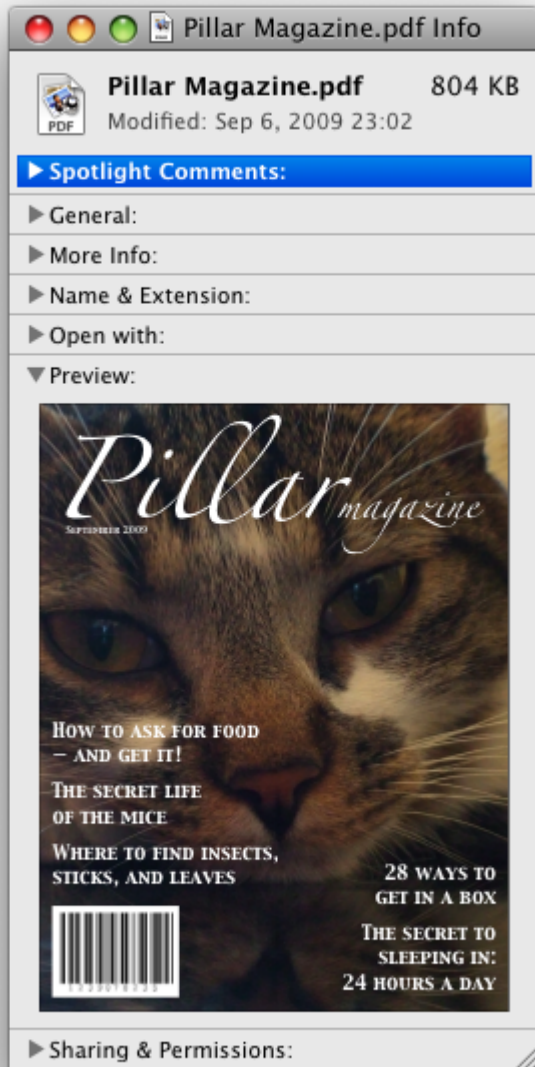 Pillar Magazine.pdf Info
Pillar Magazine.pdf 804 KB
Modified: Sep 6, 2009 23:02
PDF
Spotlight Comments:
General:
More Info:
Name & Extension:
Open with:
Preview:
Pillar magazine
September 2009
How to ask for food
– and get it!
The secret life
of the mice
Where to find insects,
sticks, and leaves
28 ways to
get in a box
The secret to
sleeping in:
24 hours a day
Sharing & Permissions: